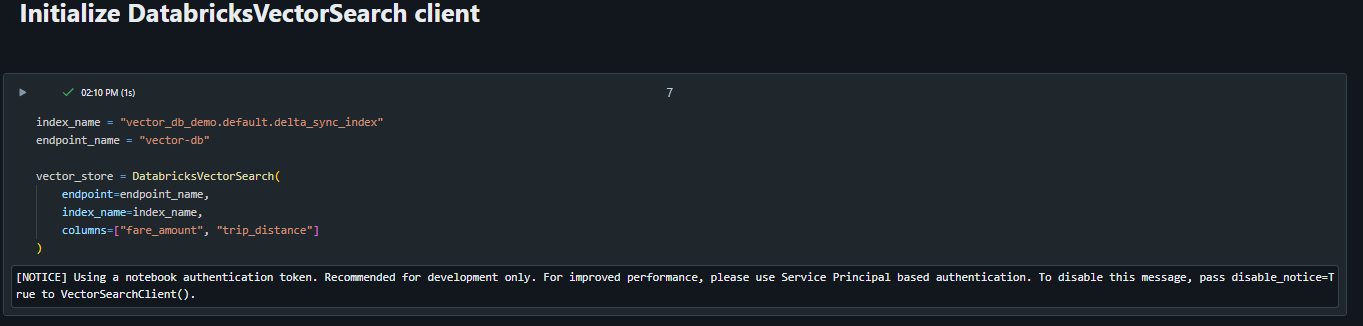 Initialize DatabricksVectorSearch client
02:10 PM (1s)
7
index_name = "vector_db_demo.default.delta_sync_index"
endpoint_name = "vector-db"
vector_store = DatabricksVectorSearch(
    endpoint=endpoint_name,
    index_name=index_name,
    columns=["fare_amount", "trip_distance"]
)
[NOTICE] Using a notebook authentication token. Recommended for development only. For improved performance, please use Service Principal based authentication. To disable this message, pass disable_notice=T
rue to VectorSearchClient().